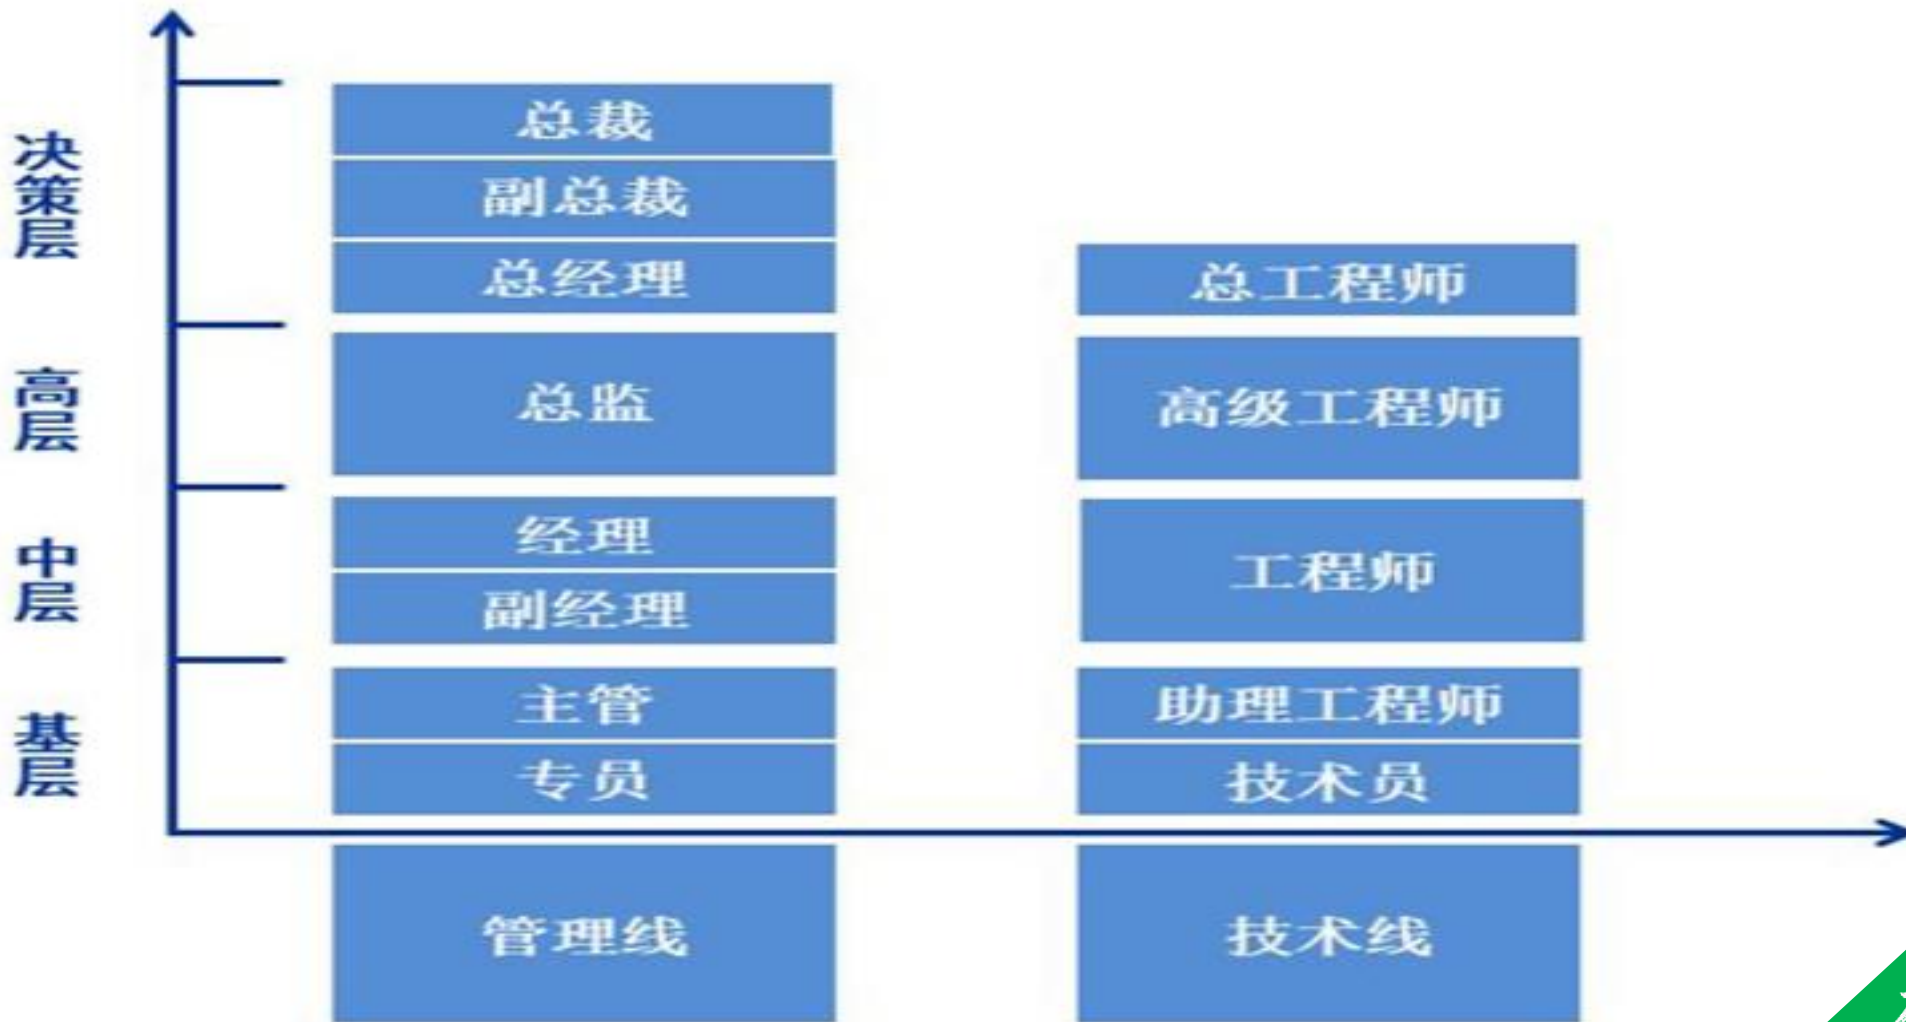 决策层
高层
中层
基层
总裁
副总裁
总经理
总监
经理
副经理
主管
专员
管理线
总工程师
高级工程师
工程师
助理工程师
技术员
技术线